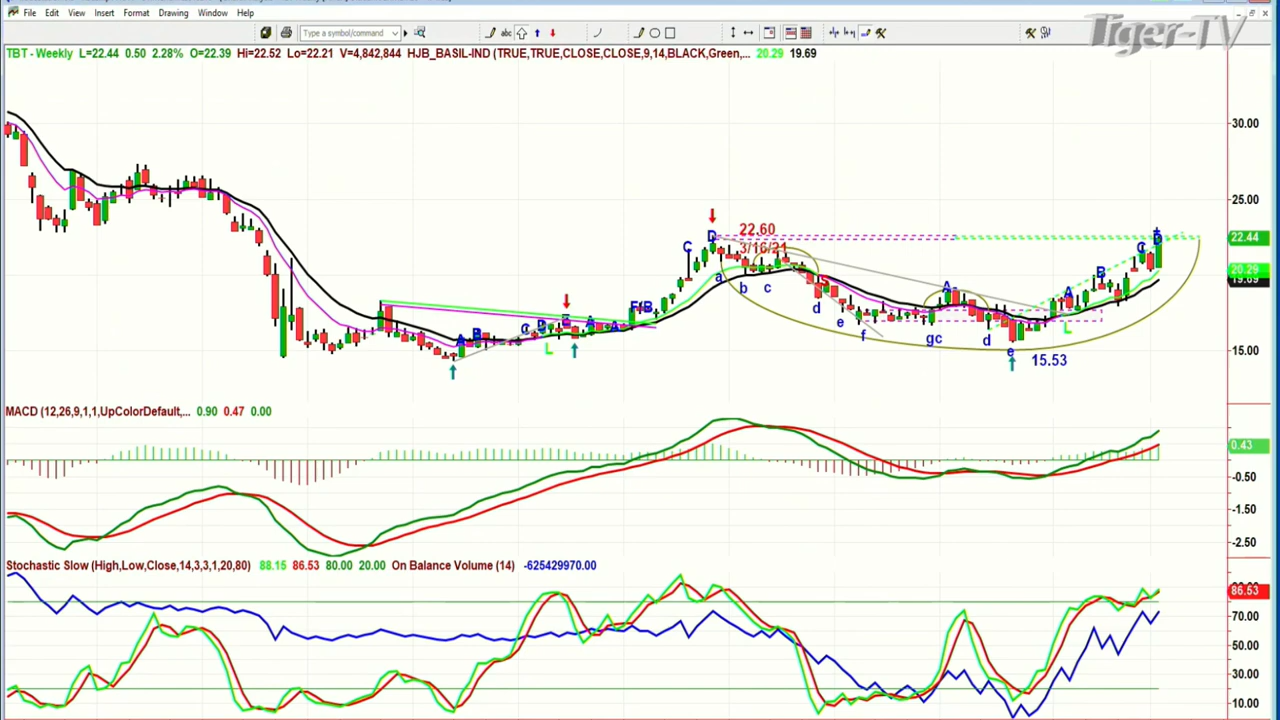 File Edit View Insert Format Drawing Window Help
Tiger-TV
Type a symbol/command
abc
TBT - Weekly L=22.44 0.50 2.28% O=22.39 Hi=22.52 Lo=22.21 V=4,842,844 HJB_BASIL-IND (TRUE,TRUE,CLOSE,CLOSE,9,14,BLACK,Green,... 20.29 19.69
30.00
25.00
22.60
D
22.44
D
3/16/21
C
C
20.29
19.69
a b c
B
A
A
F B
d
A B C D E A A
e
L
f
gc
d
L
e
15.53
15.00
MACD (12,26,9,1,1,UpColorDefault,... 0.90 0.47 0.00
0.43
-0.50
-1.50
-2.50
Stochastic Slow (High,Low,Close,14,3,3,1,20,80) 88.15 86.53 80.00 20.00 On Balance Volume (14) -625429970.00
86.53
70.00
50.00
30.00
10.00